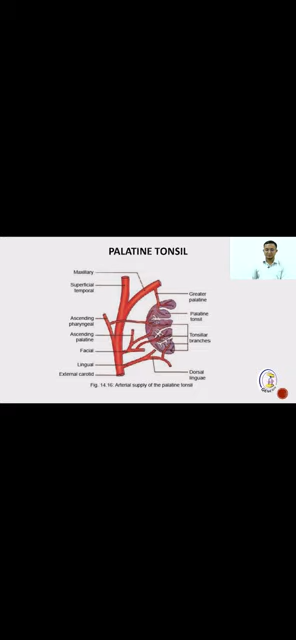 PALATINE TONSIL
Maxillary
Superficial
temporal
Ascending
pharyngeal
Ascending
palatine
Facial
Lingual
External carotid
Greater
palatine
Palatine
tonsil
Tonsillar
branches
Dorsal
linguae
Fig. 14.16: Arterial supply of the palatine tonsil